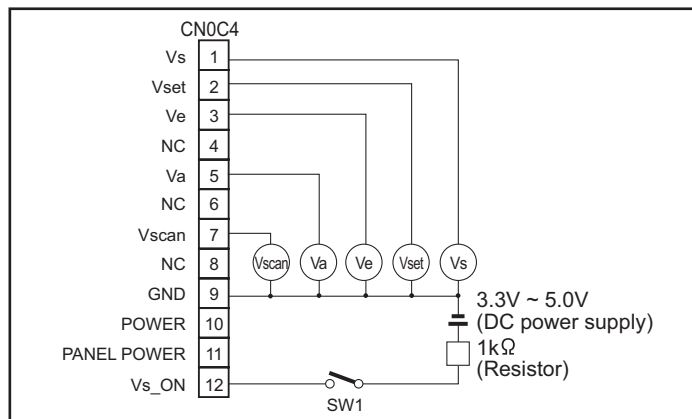 CN0C4
Vs 1
Vset 2
Ve 3
NC 4
Va 5
NC 6
Vscan 7
NC 8
GND 9
POWER 10
PANEL POWER 11
Vs_ON 12
Vscan Va Ve Vset Vs
3.3V ~ 5.0V
(DC power supply)
1kΩ
(Resistor)
SW1